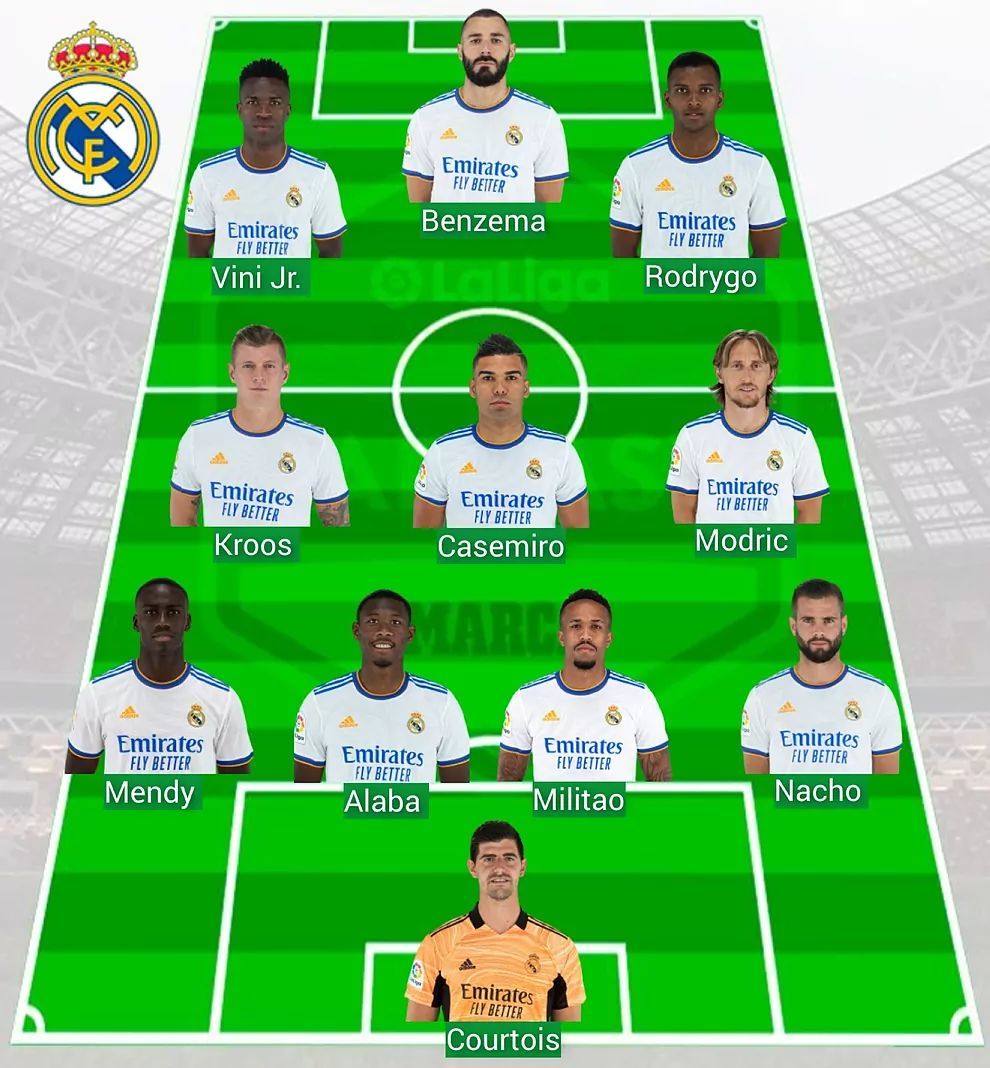 Emirates
FLY BETTER
Benzema
Emirates
FLY BETTER
Vini Jr.
Emirates
FLY BETTER
Rodrygo
LaLiga
Emirates
FLY BETTER
Kroos
Emirates
FLY BETTER
Casemiro
Emirates
FLY BETTER
Modric
MARCA
Emirates
FLY BETTER
Mendy
Emirates
FLY BETTER
Alaba
Emirates
FLY BETTER
Militao
Emirates
FLY BETTER
Nacho
Emirates
FLY BETTER
Courtois